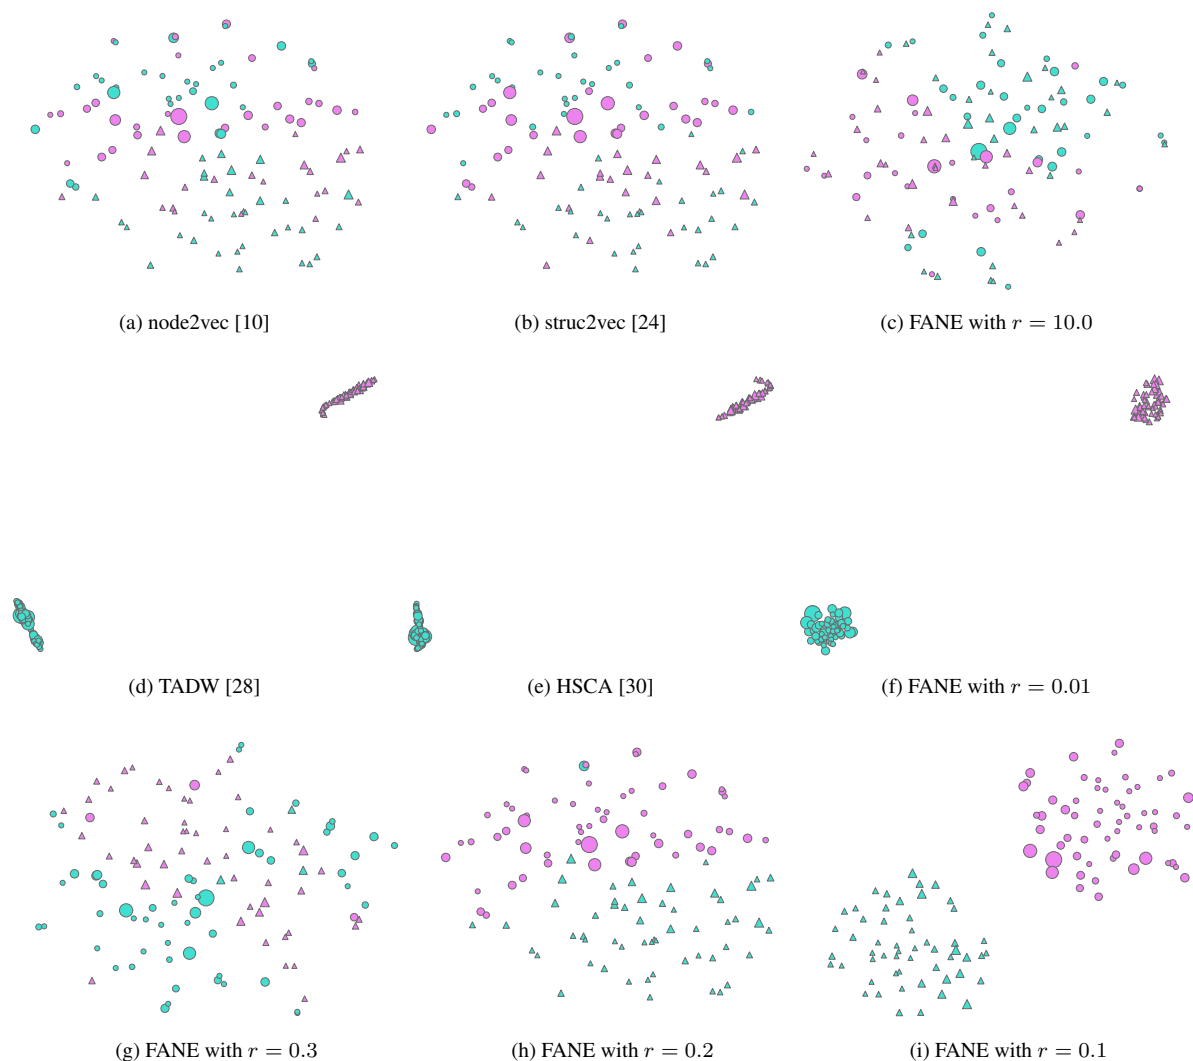 (a) node2vec [10]
(b) struc2vec [24]
(c) FANE with r = 10.0
(d) TADW [28]
(e) HSCA [30]
(f) FANE with r = 0.01
(g) FANE with r = 0.3
(h) FANE with r = 0.2
(i) FANE with r = 0.1